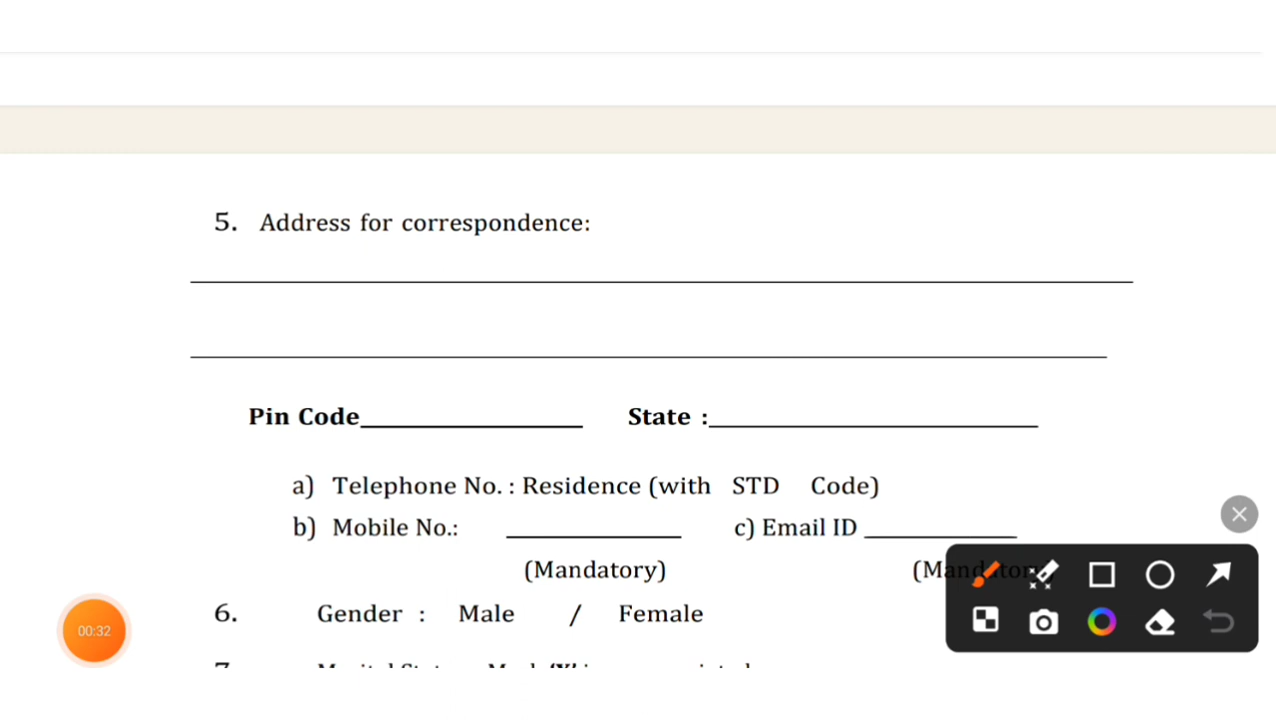 5. Address for correspondence:
Pin Code State :
a) Telephone No. : Residence (with STD Code)
b) Mobile No.: c) Email ID
(Mandatory) (Mandatory
6. Gender : Male / Female
00:32